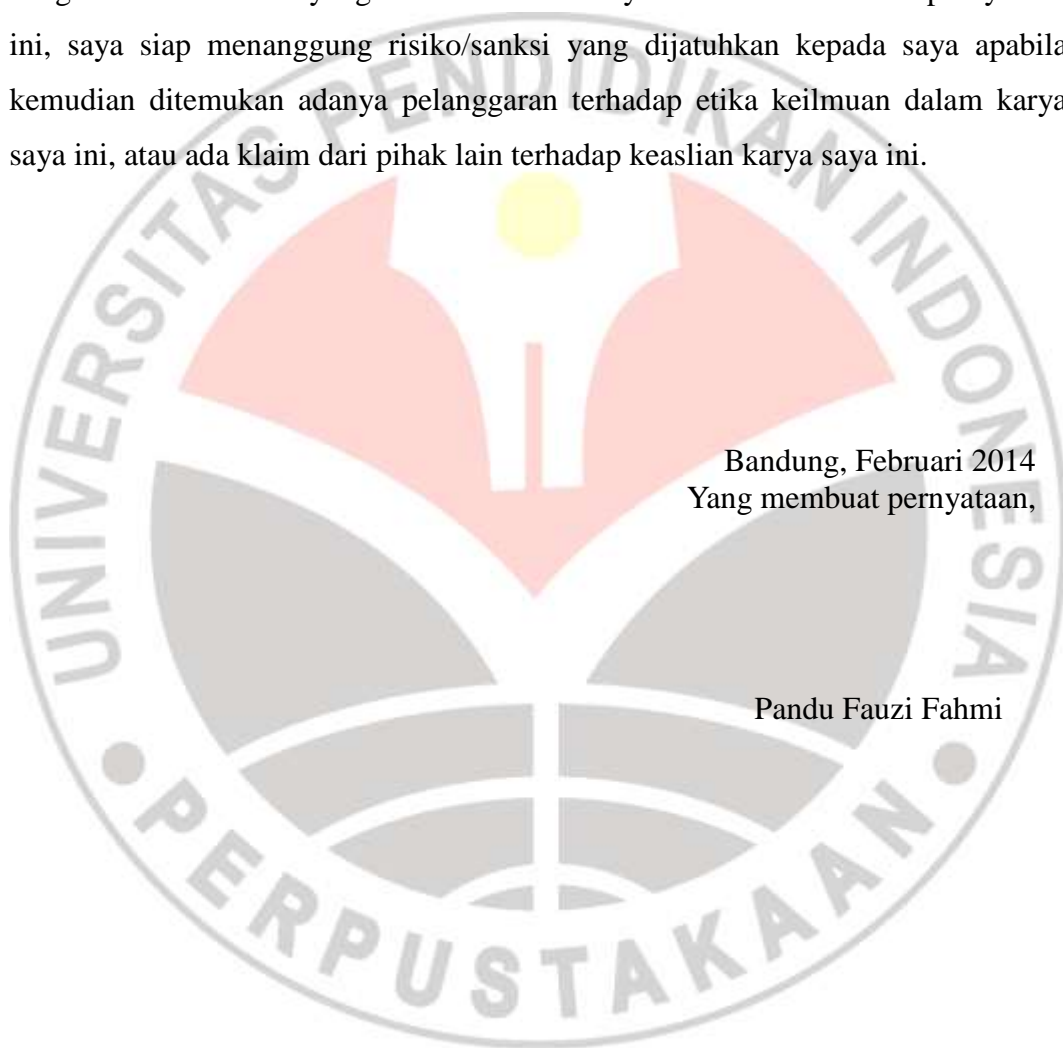 ini, saya siap menanggung risiko/sanksi yang dijatuhkan kepada saya apabila
kemudian ditemukan adanya pelanggaran terhadap etika keilmuan dalam karya
saya ini, atau ada klaim dari pihak lain terhadap keaslian karya saya ini.
UNIVERSITAS PENDIDIKAN INDONESIA
Bandung, Februari 2014
Yang membuat pernyataan,
Pandu Fauzi Fahmi
PERPUSTAKAAN